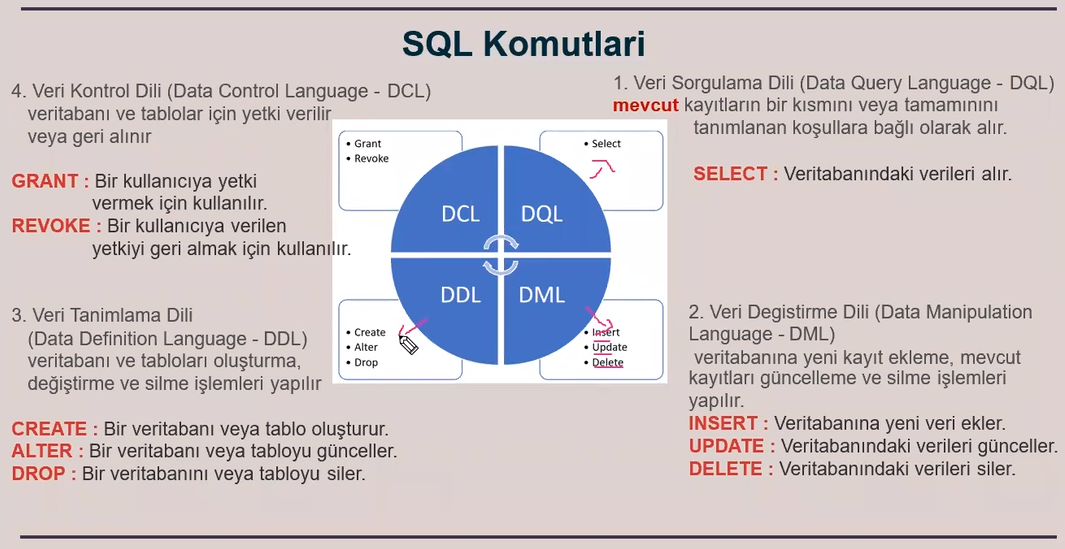 SQL Komutlari
4. Veri Kontrol Dili (Data Control Language - DCL)
veritabanı ve tablolar için yetki verilir
veya geri alınır
GRANT : Bir kullanıcıya yetki
vermek için kullanılır.
REVOKE : Bir kullanıcıya verilen
yetkiyi geri almak için kullanılır.
1. Veri Sorgulama Dili (Data Query Language - DQL)
mevcut kayıtların bir kısmını veya tamamınını
tanımlanan koşullara bağlı olarak alır.
SELECT : Veritabanındaki verileri alır.
• Grant
• Revoke
• Select
DCL
DQL
DDL
DML
• Create
• Alter
• Drop
• Insert
• Update
• Delete
3. Veri Tanimlama Dili
(Data Definition Language - DDL)
veritabanı ve tabloları oluşturma,
değiştirme ve silme işlemleri yapılır
CREATE : Bir veritabanı veya tablo oluşturur.
ALTER : Bir veritabanı veya tabloyu günceller.
DROP : Bir veritabanını veya tabloyu siler.
2. Veri Degistirme Dili (Data Manipulation
Language - DML)
veritabanına yeni kayıt ekleme, mevcut
kayıtları güncelleme ve silme işlemleri
yapılır.
INSERT : Veritabanına yeni veri ekler.
UPDATE : Veritabanındaki verileri günceller.
DELETE : Veritabanındaki verileri siler.